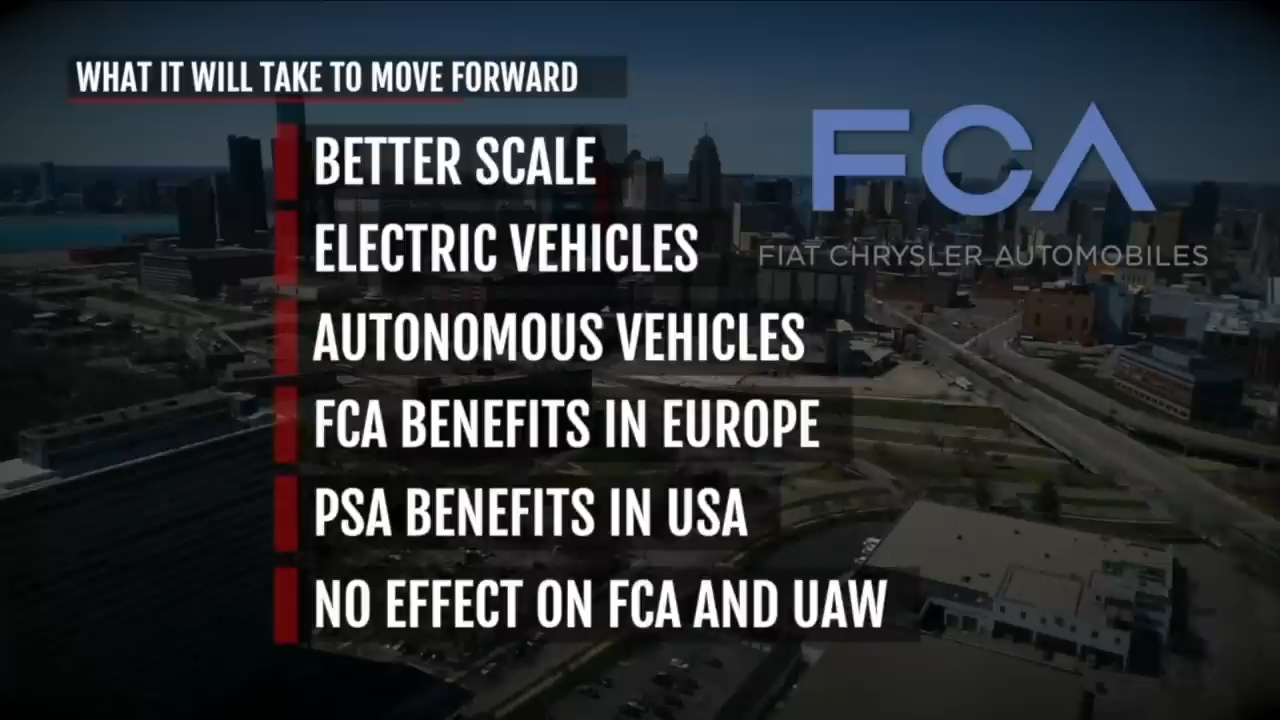 WHAT IT WILL TAKE TO MOVE FORWARD
BETTER SCALE
ELECTRIC VEHICLES
AUTONOMOUS VEHICLES
FCA BENEFITS IN EUROPE
PSA BENEFITS IN USA
NO EFFECT ON FCA AND UAW
FCA
FIAT CHRYSLER AUTOMOBILES